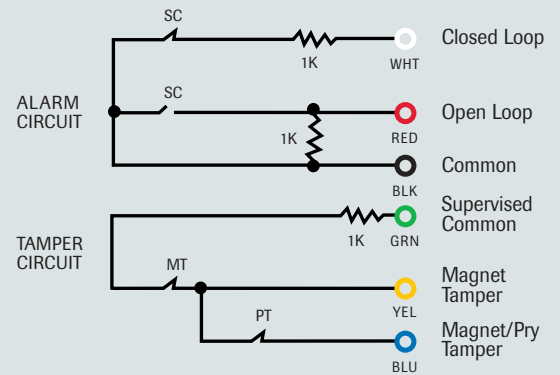 SC
1K
WHT
Closed Loop
ALARM
CIRCUIT
SC
1K
RED
Open Loop
BLK
Common
TAMPER
CIRCUIT
1K
GRN
Supervised
Common
MT
YEL
Magnet
Tamper
PT
BLU
Magnet/Pry
Tamper